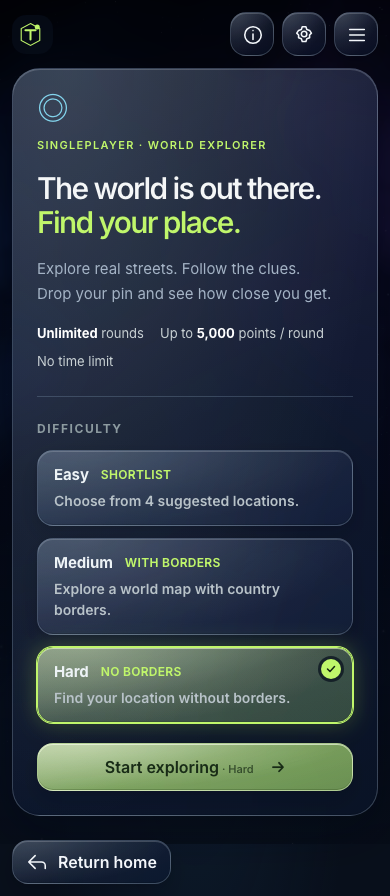 SINGLEPLAYER · WORLD EXPLORER
The world is out there.
Find your place.
Explore real streets. Follow the clues.
Drop your pin and see how close you get.
Unlimited rounds Up to 5,000 points / round
No time limit
DIFFICULTY
Easy SHORTLIST
Choose from 4 suggested locations.
Medium WITH BORDERS
Explore a world map with country
borders.
Hard NO BORDERS
Find your location without borders.
Start exploring · Hard →
Return home